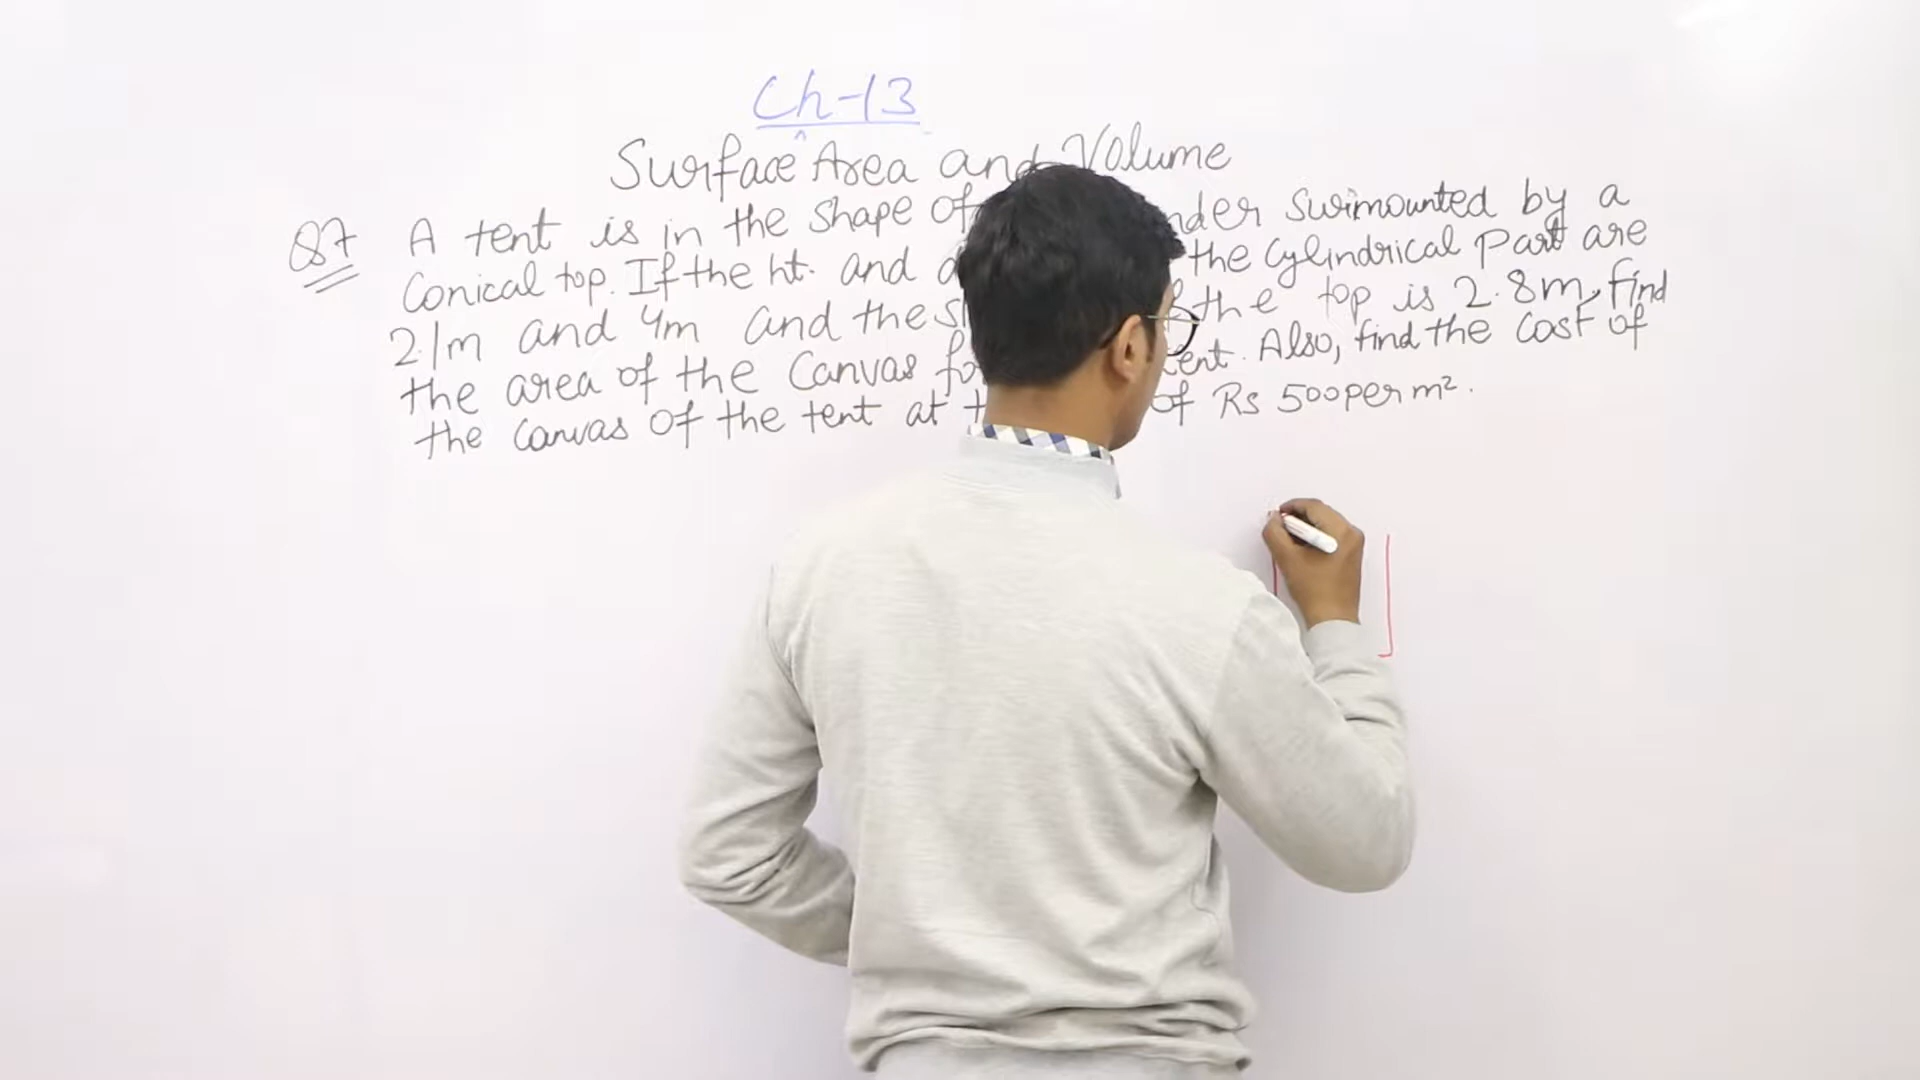 Ch-13
Surface Area and Volume
Q7 A tent is in the shape of surmounted by a
Conical top. If the ht. and the cylindrical part are
2.1m and 4m and the the top is 2.8m, find
the area of the Canvas Also, find the cost of
the canvas of the tent at of Rs 500 per m².